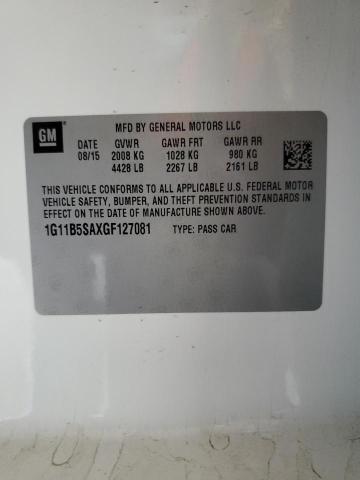 GM
MFD BY GENERAL MOTORS LLC
DATE GVWR GAWR FRT GAWR RR
08/15 2008 KG 1028 KG 980 KG
4428 LB 2267 LB 2161 LB
THIS VEHICLE CONFORMS TO ALL APPLICABLE U.S. FEDERAL MOTOR
VEHICLE SAFETY, BUMPER, AND THEFT PREVENTION STANDARDS IN
EFFECT ON THE DATE OF MANUFACTURE SHOWN ABOVE.
1G11B5SAXGF127081 TYPE: PASS CAR